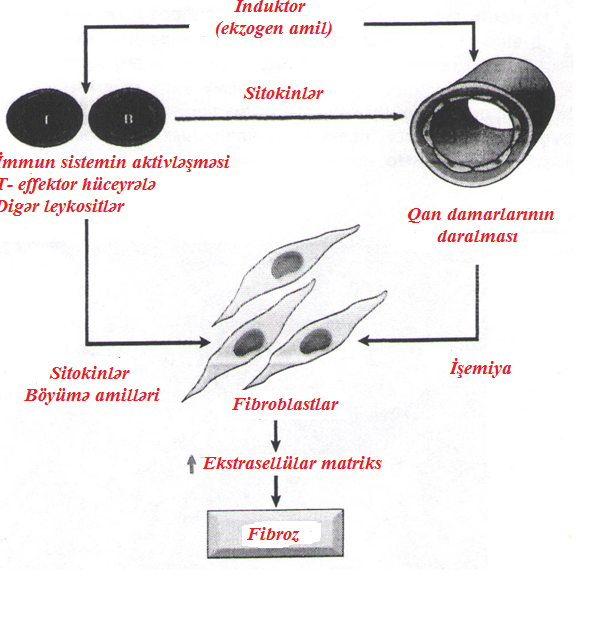 İnduktor
(ekzogen amil)
Sitokinlər
T B
İmmun sistemin aktivləşməsi
T- effektor hüceyrələ
Digər leykositlər
Qan damarlarının
daralması
Sitokinlər
Böyümə amilləri
İşemiya
Fibroblastlar
Ekstrasellülar matriks
Fibroz